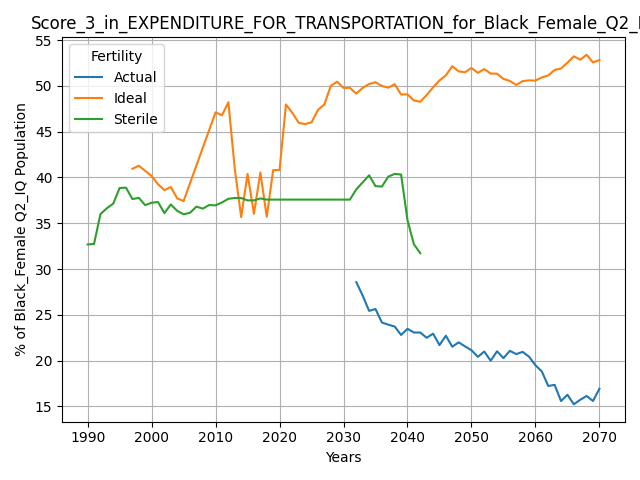 Score_3_in_EXPENDITURE_FOR_TRANSPORTATION_for_Black_Female_Q2_I
Fertility
Actual
Ideal
Sterile
% of Black_Female Q2_IQ Population
55
50
45
40
35
30
25
20
15
1990 2000 2010 2020 2030 2040 2050 2060 2070
Years